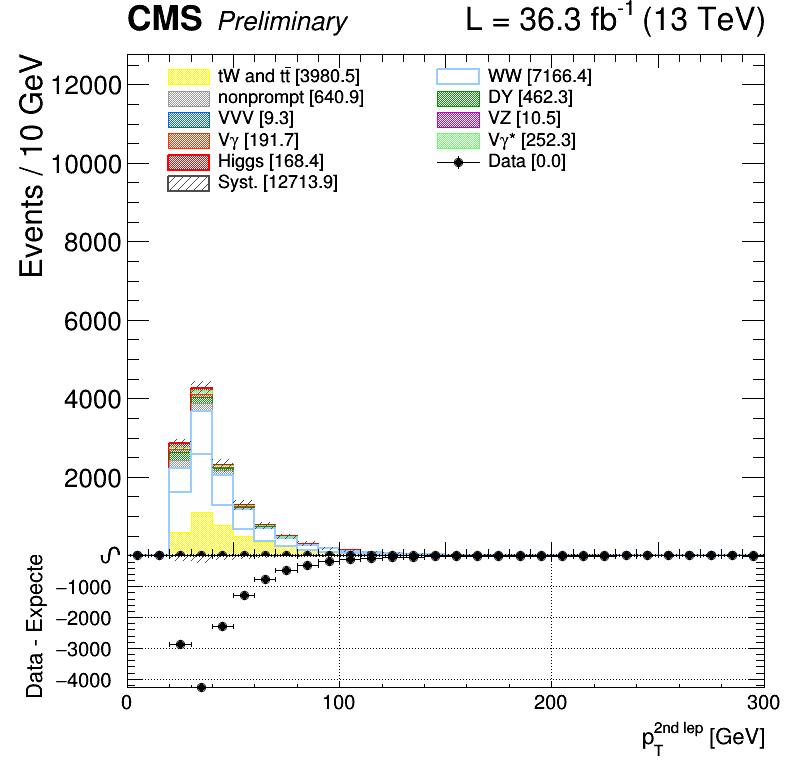 CMS Preliminary L = 36.3 fb⁻¹ (13 TeV)
Events / 10 GeV
12000
10000
8000
6000
4000
2000
0
tW and tt̄ [3980.5]
nonprompt [640.9]
VVV [9.3]
Vγ [191.7]
Higgs [168.4]
Syst. [12713.9]
WW [7166.4]
DY [462.3]
VZ [10.5]
Vγ* [252.3]
Data [0.0]
Data - Expecte
−1000
−2000
−3000
−4000
0 100 200 300
p_T^{2nd lep} [GeV]